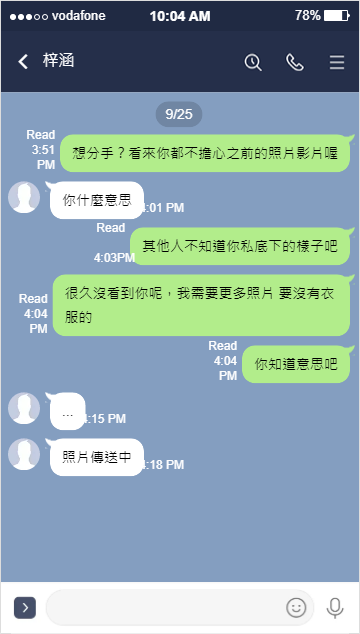 vodafone
10:04 AM
78%
梓涵
9/25
Read
3:51
PM
想分手？看來你都不擔心之前的照片影片喔
你什麼意思
4:01 PM
Read
4:03PM
其他人不知道你私底下的樣子吧
Read
4:04
PM
很久沒看到你呢，我需要更多照片 要沒有衣
服的
Read
4:04
PM
你知道意思吧
...
4:15 PM
照片傳送中
4:18 PM